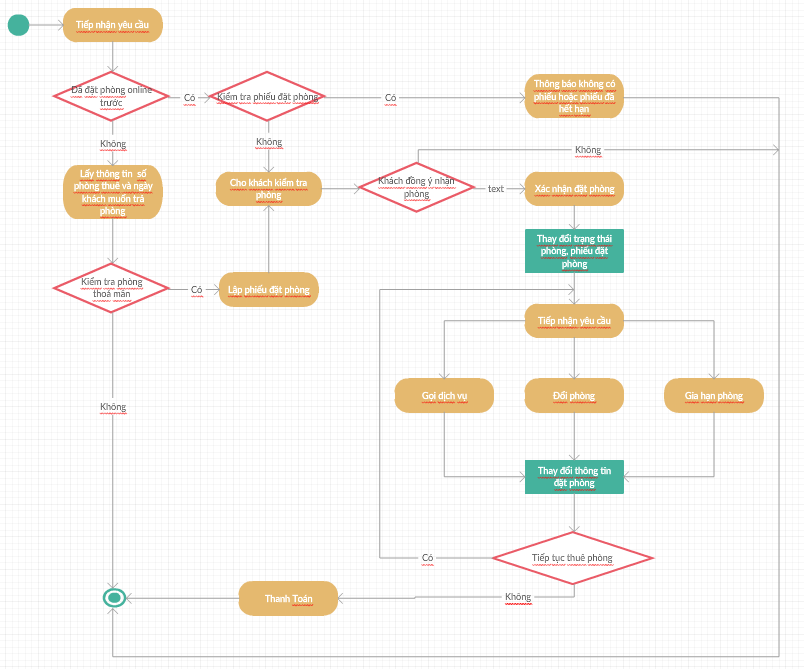 Tiếp nhận yêu cầu
Đã đặt phòng online
trước
Có
Kiểm tra phiếu đặt phòng
Có
Thông báo không có
phiếu hoặc phiếu đã
hết hạn
Không
Không
Không
Lấy thông tin số
phòng thuê và ngày
khách muốn trả
phòng
Cho khách kiểm tra
phòng
Khách đồng ý nhận
phòng
text
Xác nhận đặt phòng
Thay đổi trạng thái
phòng, phiếu đặt
phòng
Kiểm tra phòng
thoả mãn
Có
Lập phiếu đặt phòng
Tiếp nhận yêu cầu
Gọi dịch vụ
Đổi phòng
Gia hạn phòng
Không
Thay đổi thông tin
đặt phòng
Có
Tiếp tục thuê phòng
Không
Thanh Toán